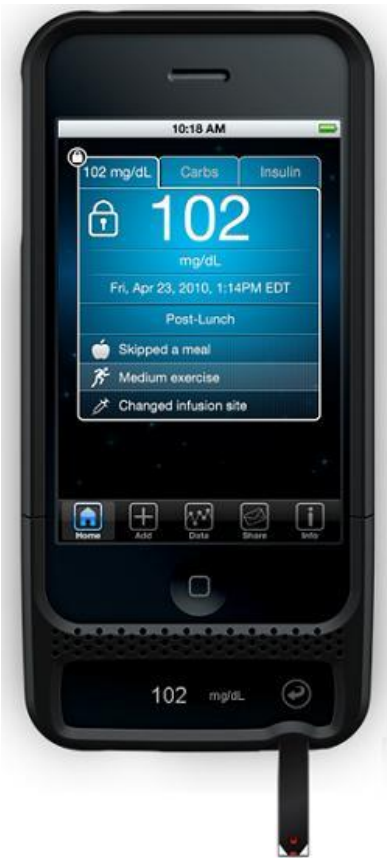 10:18 AM
102 mg/dL Carbs Insulin
102
mg/dL
Fri, Apr 23, 2010, 1:14PM EDT
Post-Lunch
Skipped a meal
Medium exercise
Changed infusion site
Home Add Data Share Info
102 mg/dL